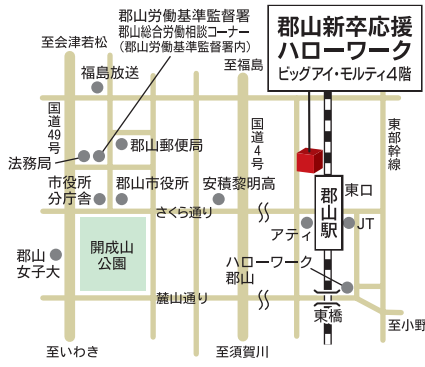 郡山新卒応援
ハローワーク
ビッグアイ・モルティ4階
郡山労働基準監督署
郡山総合労働相談コーナー
（郡山労働基準監督署内）
至会津若松
至福島
福島放送
国道49号
国道4号
東部幹線
郡山郵便局
法務局
市役所
分庁舎
郡山市役所
安積黎明高
東口
郡山駅
さくら通り
アティ
JT
開成山
公園
郡山
女子大
ハローワーク
郡山
麓山通り
東橋
至小野
至いわき
至須賀川